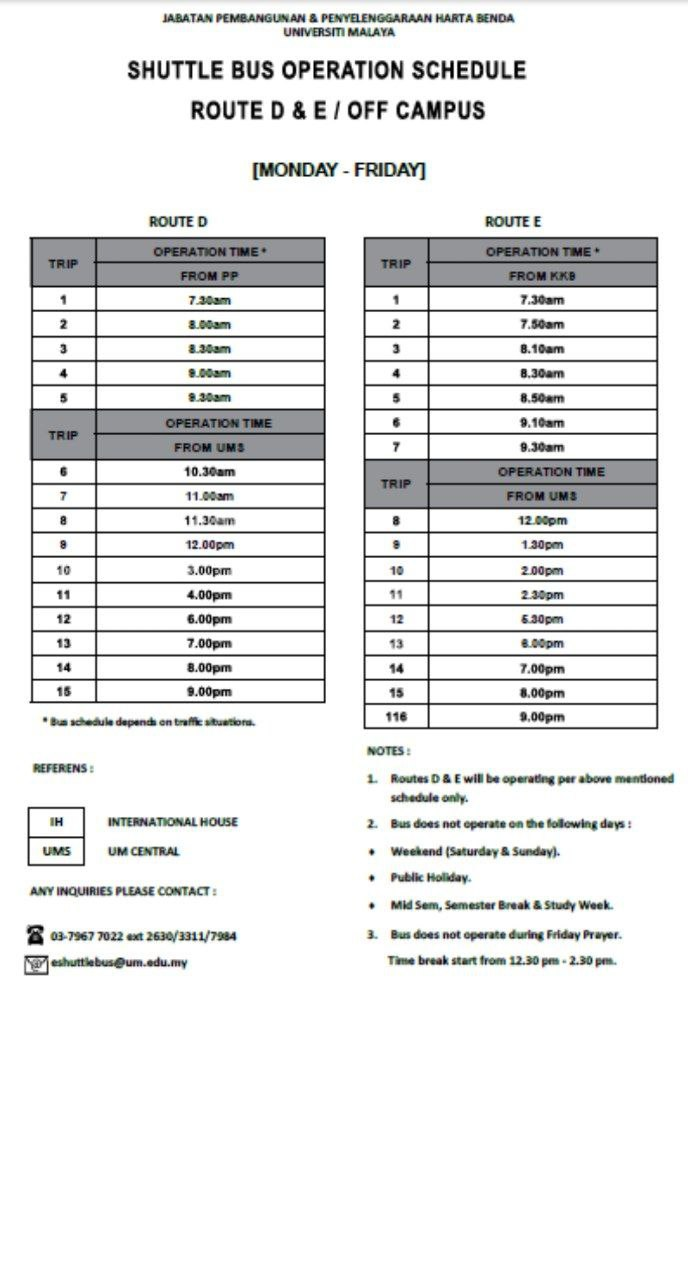 JABATAN PEMBANGUNAN & PENYELENGGARAAN HARTA BENDA
UNIVERSITI MALAYA
SHUTTLE BUS OPERATION SCHEDULE
ROUTE D & E / OFF CAMPUS
[MONDAY - FRIDAY]
ROUTE D
TRIP OPERATION TIME *
FROM PP
1 7.30am
2 8.00am
3 8.30am
4 9.00am
5 9.30am
TRIP OPERATION TIME
FROM UMS
6 10.30am
7 11.00am
8 11.30am
9 12.00pm
10 3.00pm
11 4.00pm
12 6.00pm
13 7.00pm
14 8.00pm
15 9.00pm
* Bus schedule depends on traffic situations.
REFERENS :
IH INTERNATIONAL HOUSE
UMS UM CENTRAL
ANY INQUIRIES PLEASE CONTACT :
03-7967 7022 ext 2630/3311/7984
eshuttlebus@um.edu.my
ROUTE E
TRIP OPERATION TIME *
FROM KK8
1 7.30am
2 7.50am
3 8.10am
4 8.30am
5 8.50am
6 9.10am
7 9.30am
TRIP OPERATION TIME
FROM UMS
8 12.00pm
9 1.30pm
10 2.00pm
11 2.30pm
12 5.30pm
13 6.00pm
14 7.00pm
15 8.00pm
116 9.00pm
NOTES :
1. Routes D & E will be operating per above mentioned
schedule only.
2. Bus does not operate on the following days :
♦ Weekend (Saturday & Sunday).
♦ Public Holiday.
♦ Mid Sem, Semester Break & Study Week.
3. Bus does not operate during Friday Prayer.
Time break start from 12.30 pm - 2.30 pm.